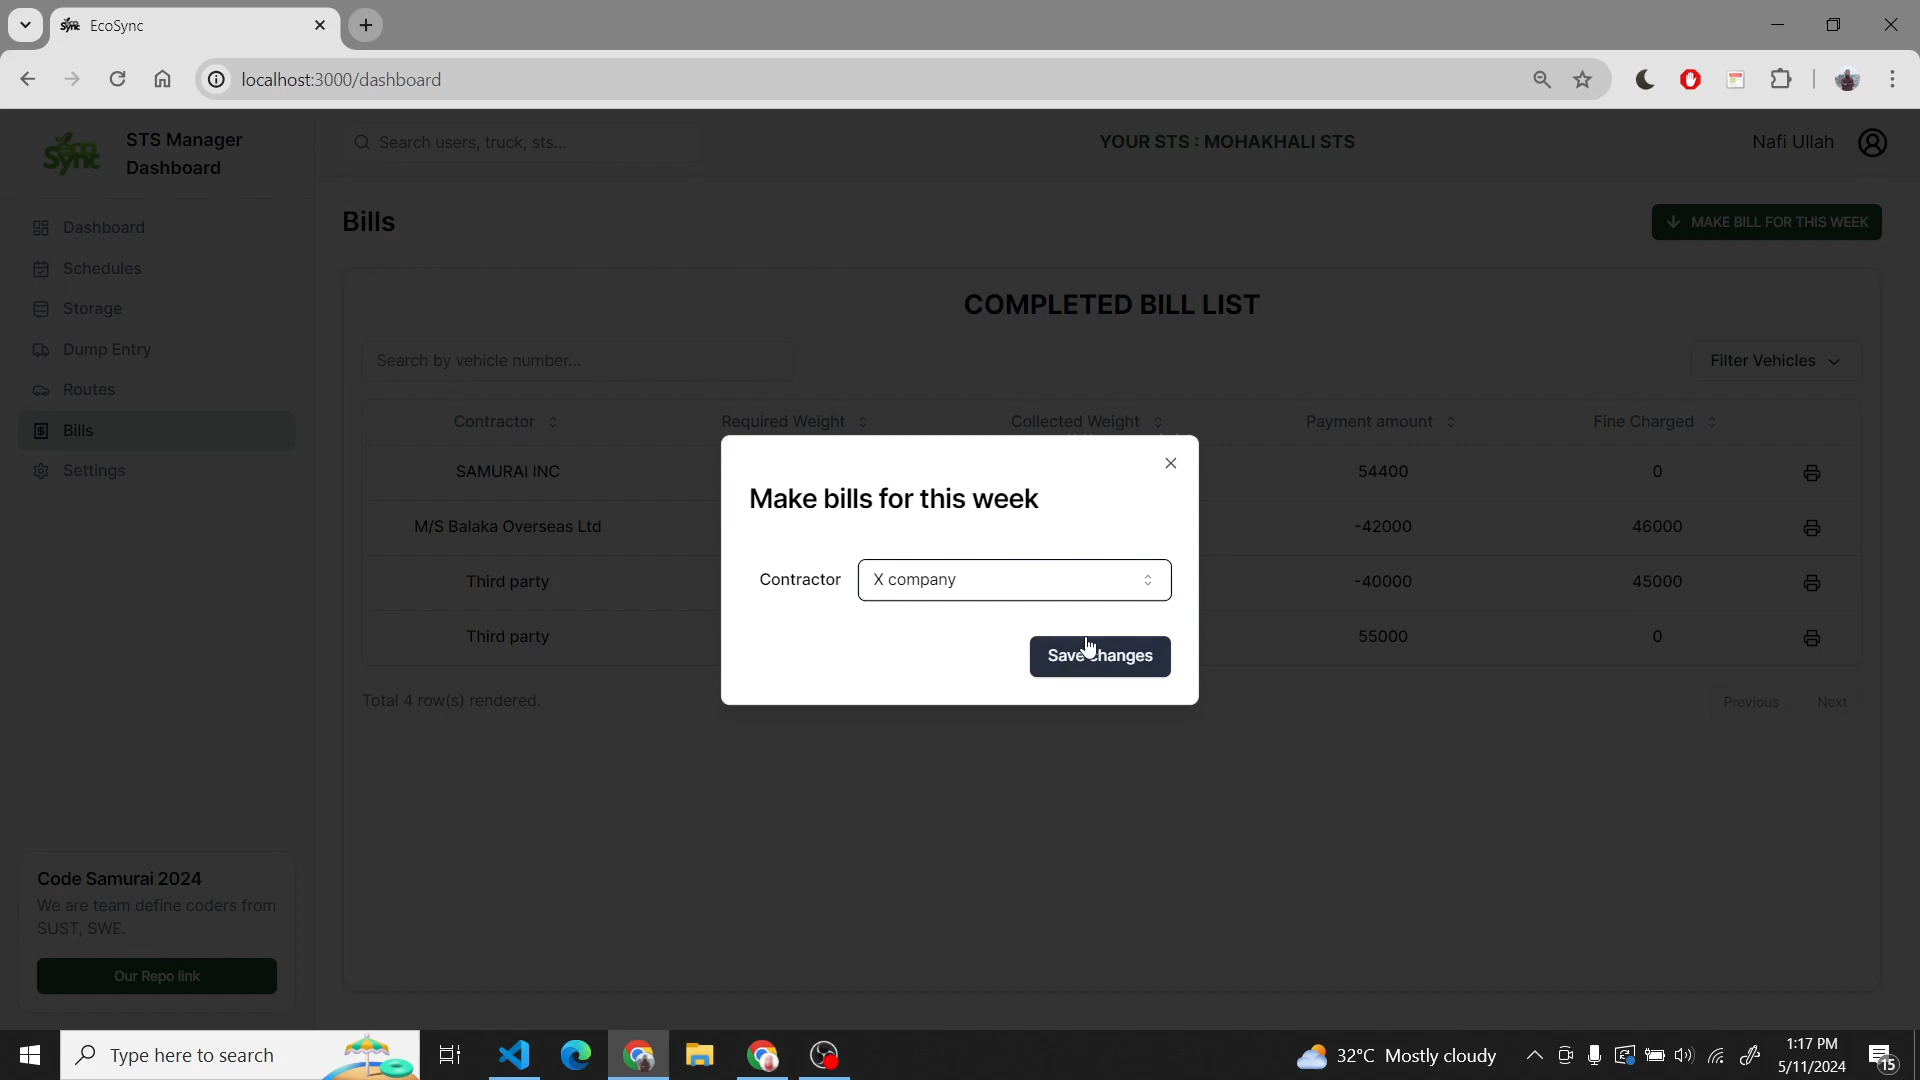 EcoSync
localhost:3000/dashboard
Eco Sync
STS Manager
Dashboard
Search users, truck, sts...
YOUR STS : MOHAKHALI STS
Nafi Ullah
Dashboard
Schedules
Storage
Dump Entry
Routes
Bills
Settings
Bills
MAKE BILL FOR THIS WEEK
COMPLETED BILL LIST
Search by vehicle number...
Filter Vehicles
Contractor Required Weight Collected Weight Payment amount Fine Charged
SAMURAI INC 54400 0
M/S Balaka Overseas Ltd -42000 46000
Third party -40000 45000
Third party 55000 0
Total 4 row(s) rendered.
Previous Next
Make bills for this week
Contractor X company
Save changes
Code Samurai 2024
We are team define coders from
SUST, SWE.
Our Repo link
Type here to search
32°C Mostly cloudy
1:17 PM
5/11/2024
15